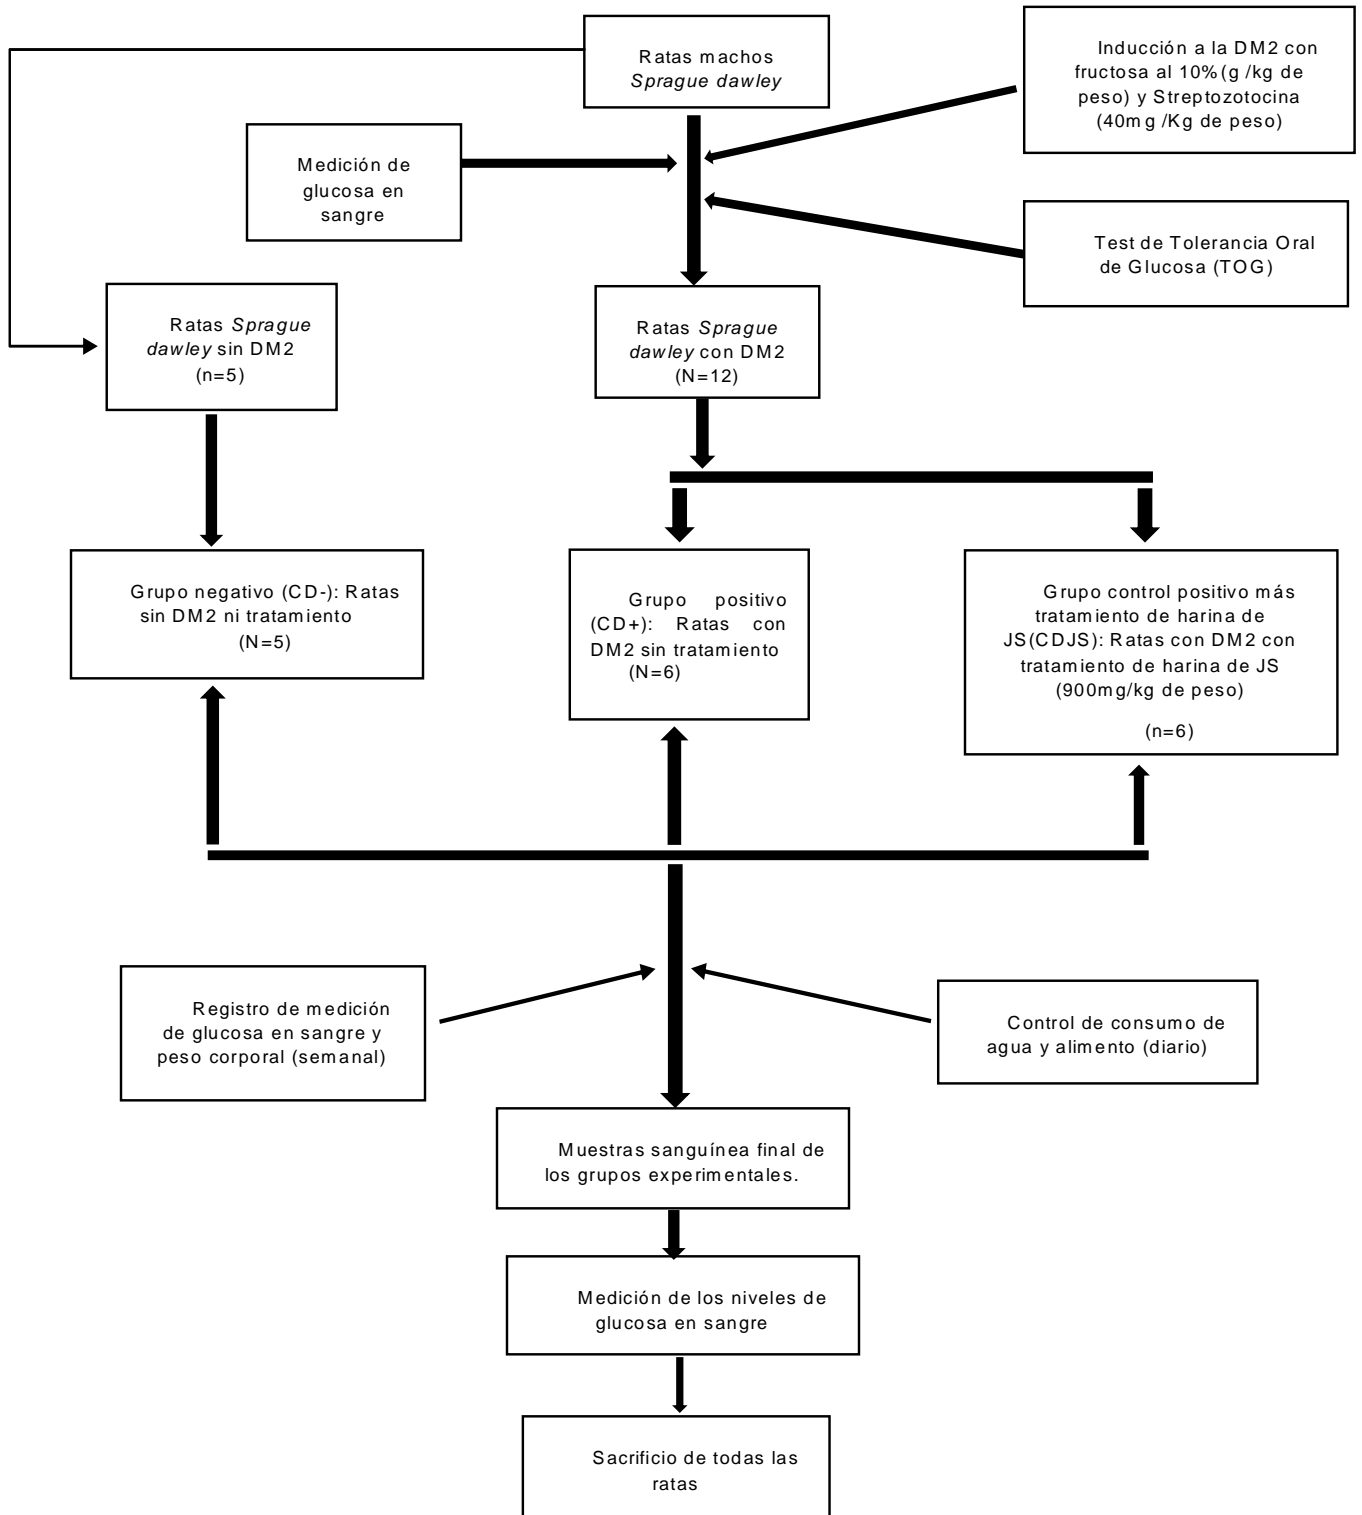 Ratas machos
Sprague dawley
Inducción a la DM2 con
fructosa al 10%(g /kg de
peso) y Streptozotocina
(40mg /Kg de peso)
Medición de
glucosa en
sangre
Test de Tolerancia Oral
de Glucosa (TOG)
Ratas Sprague
dawley sin DM2
(n=5)
Ratas Sprague
dawley con DM2
(N=12)
Grupo negativo (CD-): Ratas
sin DM2 ni tratamiento
(N=5)
Grupo positivo
(CD+): Ratas con
DM2 sin tratamiento
(N=6)
Grupo control positivo más
tratamiento de harina de
JS(CDJS): Ratas con DM2 con
tratamiento de harina de JS
(900mg/kg de peso)
(n=6)
Registro de medición
de glucosa en sangre y
peso corporal (semanal)
Control de consumo de
agua y alimento (diario)
Muestras sanguínea final de
los grupos experimentales.
Medición de los niveles de
glucosa en sangre
Sacrificio de todas las
ratas